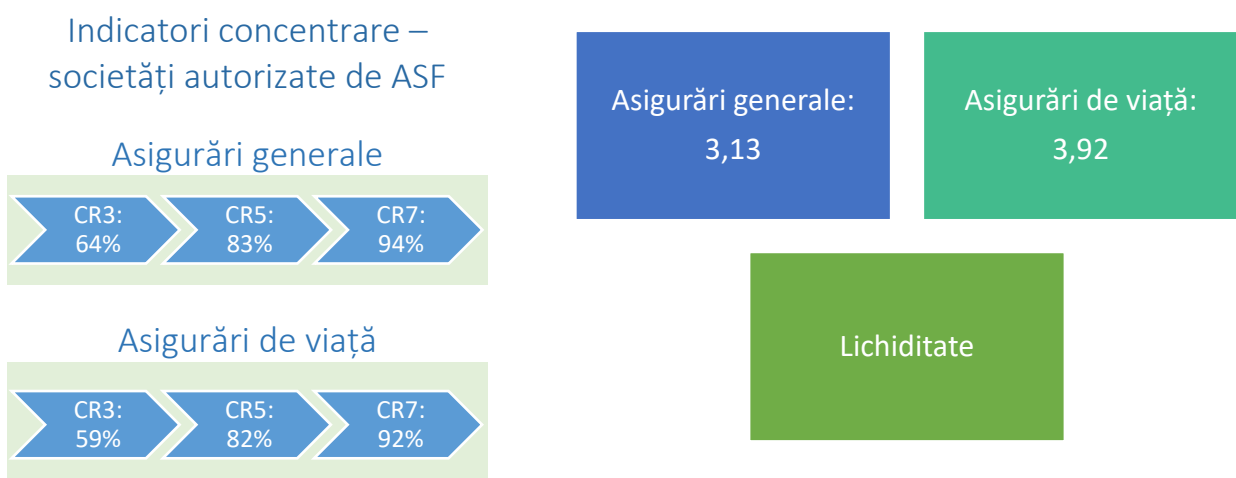 Indicatori concentrare –
societăți autorizate de ASF
Asigurări generale
CR3:
64%
CR5:
83%
CR7:
94%
Asigurări de viață
CR3:
59%
CR5:
82%
CR7:
92%
Asigurări generale:
3,13
Asigurări de viață:
3,92
Lichiditate